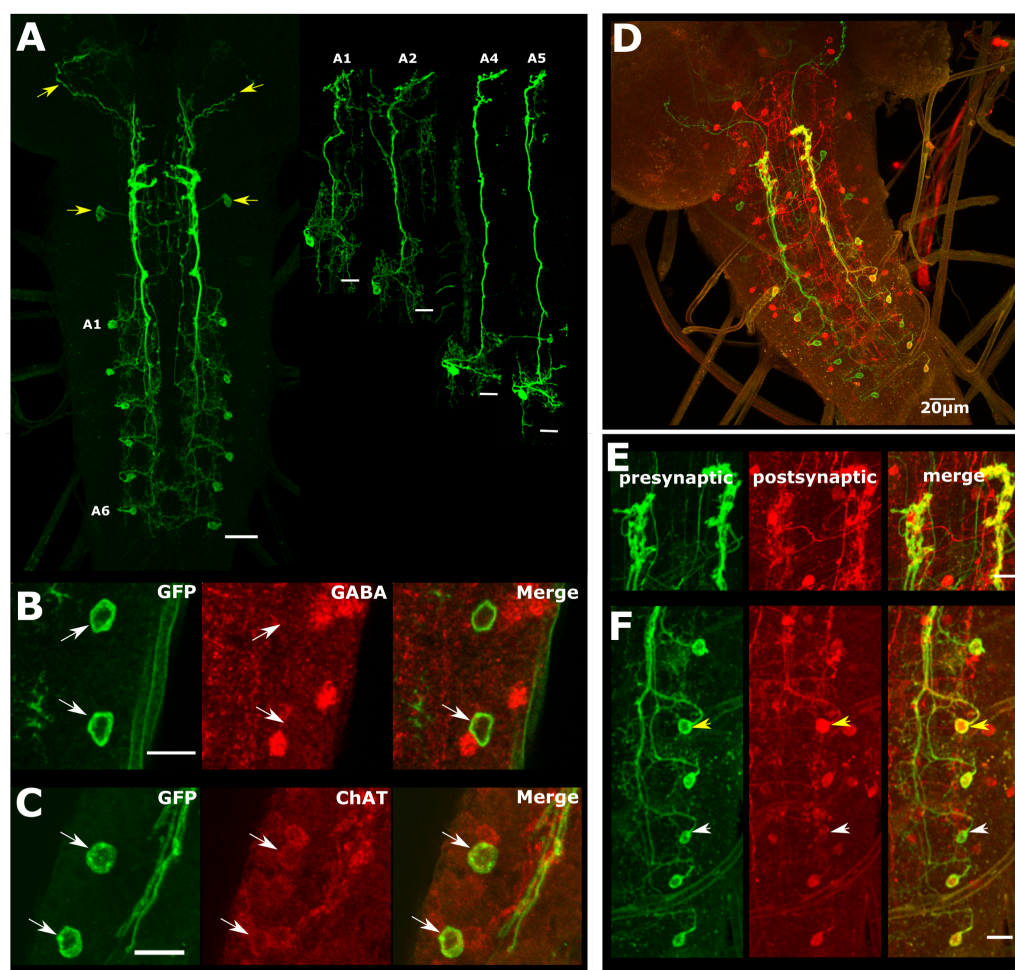 A
A1 A2 A4 A5
A1
A6
B
GFP GABA Merge
C
GFP ChAT Merge
D
20µm
E
presynaptic postsynaptic merge
F